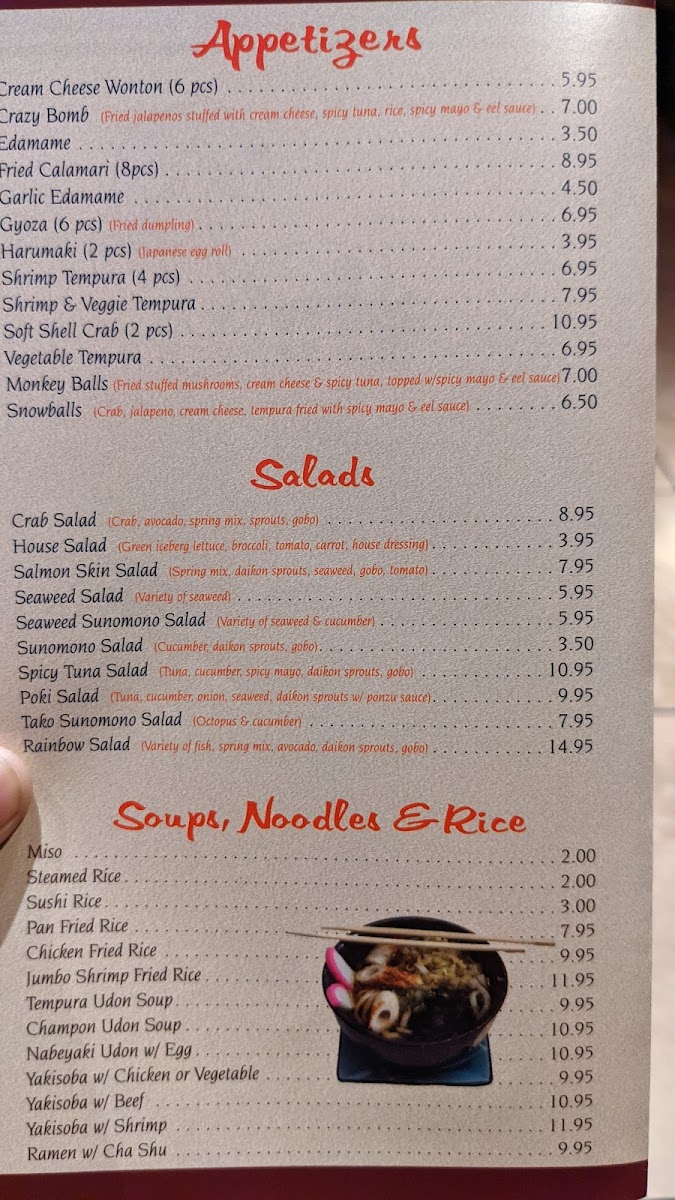 Appetizers
Cream Cheese Wonton (6 pcs) 5.95
Crazy Bomb (Fried jalapenos stuffed with cream cheese, spicy tuna, rice, spicy mayo & eel sauce) 7.00
Edamame 3.50
Fried Calamari (8pcs) 8.95
Garlic Edamame 4.50
Gyoza (6 pcs) (Fried dumpling) 6.95
Harumaki (2 pcs) (Japanese egg roll) 3.95
Shrimp Tempura (4 pcs) 6.95
Shrimp & Veggie Tempura 7.95
Soft Shell Crab (2 pcs) 10.95
Vegetable Tempura 6.95
Monkey Balls (Fried stuffed mushrooms, cream cheese & spicy tuna, topped w/spicy mayo & eel sauce) 7.00
Snowballs (Crab, jalapeno, cream cheese, tempura fried with spicy mayo & eel sauce) 6.50
Salads
Crab Salad (Crab, avocado, spring mix, sprouts, gobo) 8.95
House Salad (Green iceberg lettuce, broccoli, tomato, carrot, house dressing) 3.95
Salmon Skin Salad (Spring mix, daikon sprouts, seaweed, gobo, tomato) 7.95
Seaweed Salad (Variety of seaweed) 5.95
Seaweed Sunomono Salad (Variety of seaweed & cucumber) 5.95
Sunomono Salad (Cucumber, daikon sprouts, gobo) 3.50
Spicy Tuna Salad (Tuna, cucumber, spicy mayo, daikon sprouts, gobo) 10.95
Poki Salad (Tuna, cucumber, onion, seaweed, daikon sprouts w/ ponzu sauce) 9.95
Tako Sunomono Salad (Octopus & cucumber) 7.95
Rainbow Salad (Variety of fish, spring mix, avocado, daikon sprouts, gobo) 14.95
Soups, Noodles & Rice
Miso 2.00
Steamed Rice 2.00
Sushi Rice 3.00
Pan Fried Rice 7.95
Chicken Fried Rice 9.95
Jumbo Shrimp Fried Rice 11.95
Tempura Udon Soup 9.95
Champon Udon Soup 10.95
Nabeyaki Udon w/ Egg 10.95
Yakisoba w/ Chicken or Vegetable 9.95
Yakisoba w/ Beef 10.95
Yakisoba w/ Shrimp 11.95
Ramen w/ Cha Shu 9.95